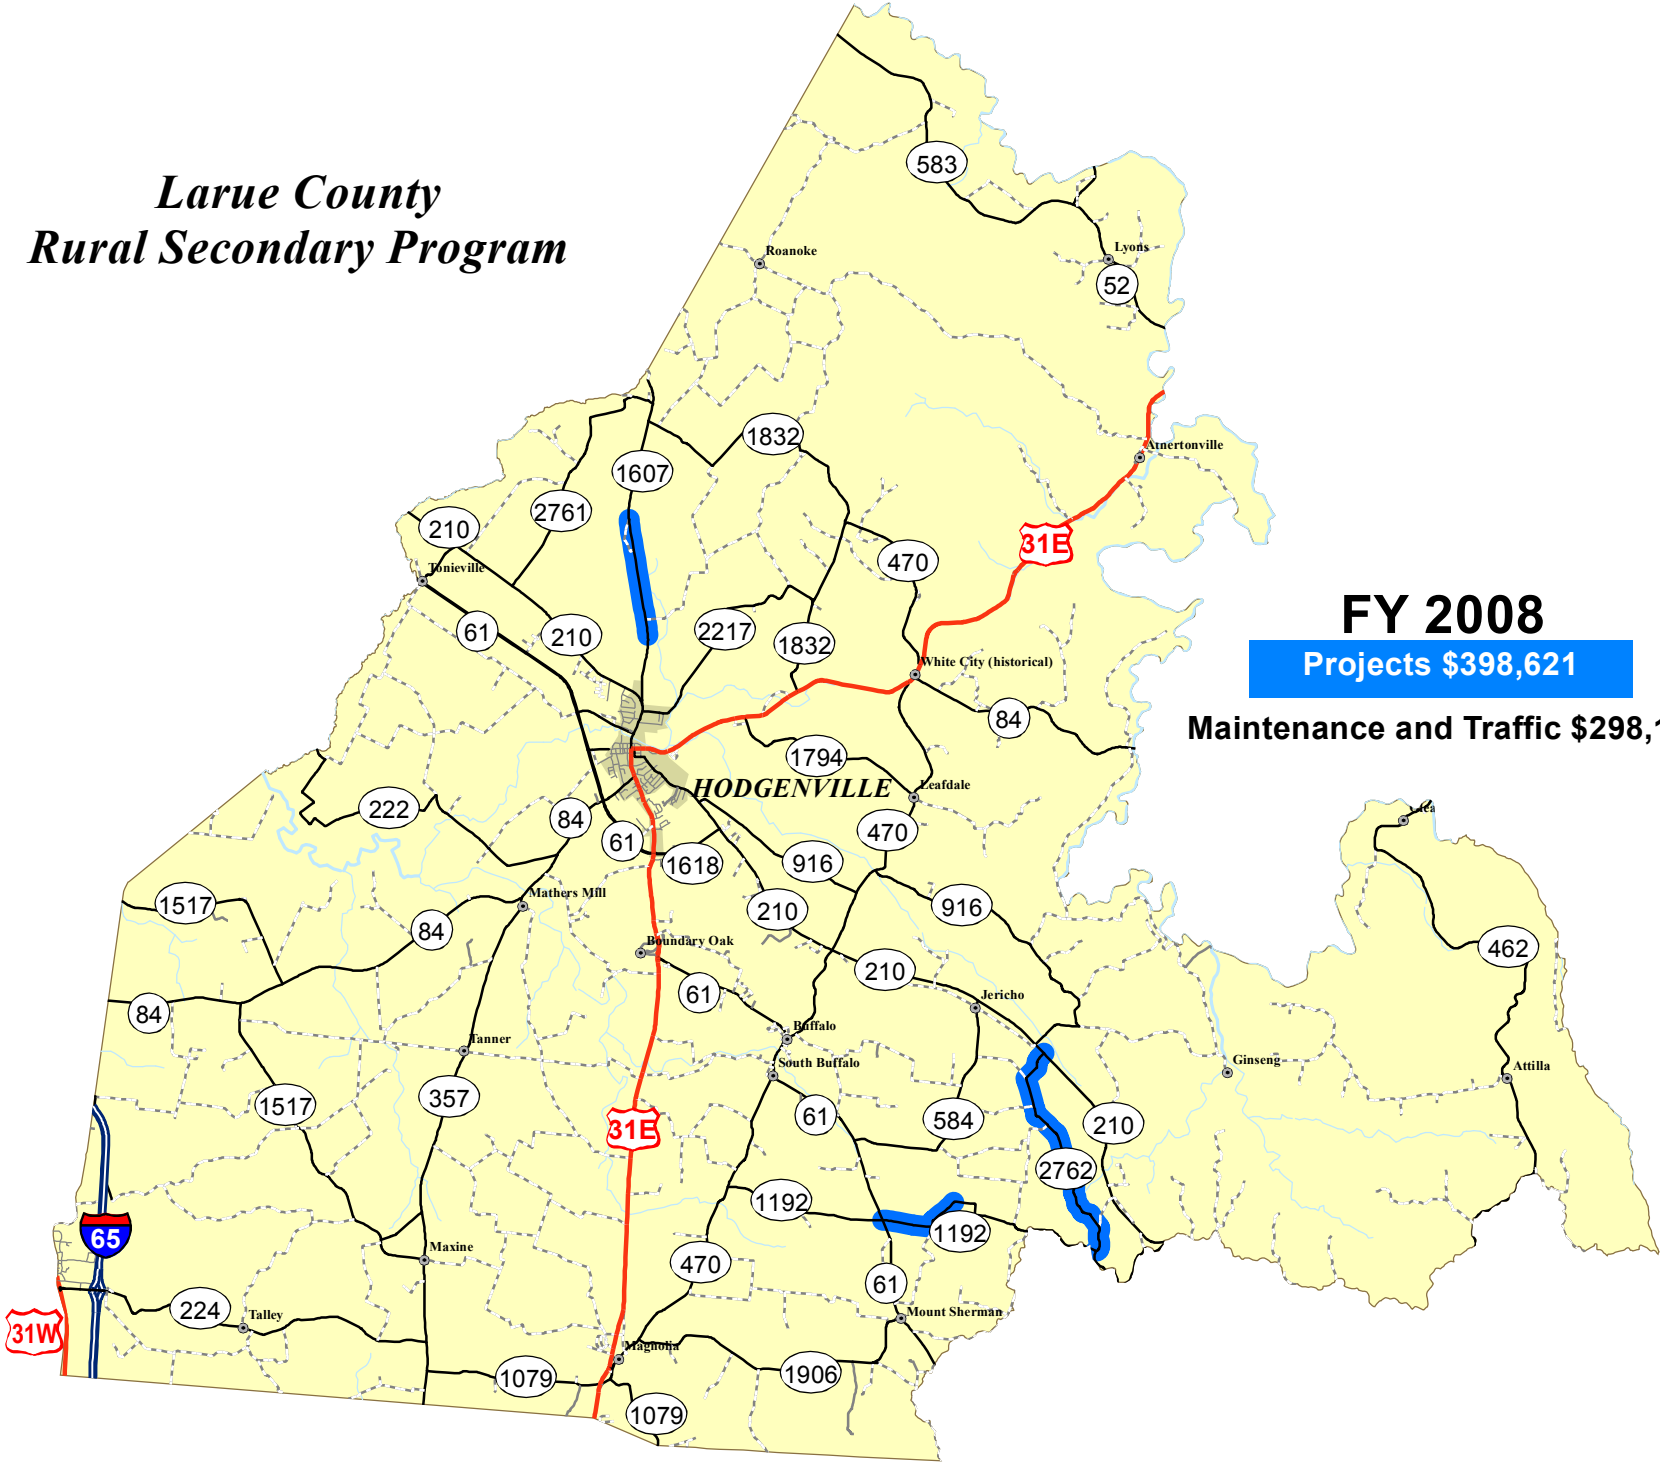 Larue County
Rural Secondary Program
583
Roanoke
Lyons
52
1832
Athertonville
1607
2761
210
31E
470
Tonieville
FY 2008
61
210
2217
1832
Projects $398,621
White City (historical)
84
Maintenance and Traffic $298,
1794
HODGENVILLE
Leafdale
222
84
470
61
1618
916
Mathers Mill
1517
210
916
84
Boundary Oak
462
210
61
Jericho
84
Buffalo
Tanner
South Buffalo
Ginseng
Attilla
357
1517
61
584
210
31E
2762
1192
1192
65
Maxine
470
61
224
Talley
Mount Sherman
31W
Magnolia
1079
1906
1079